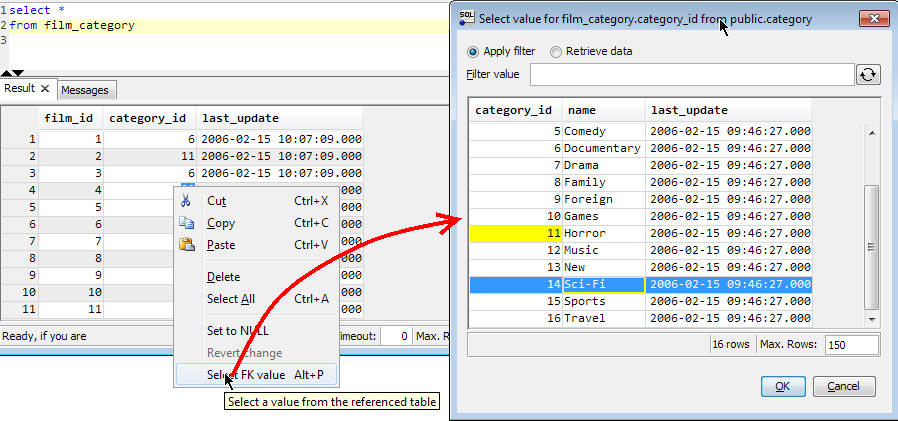 1 select *
2 from film_category
3
Result Messages
film_id category_id last_update
1 1 6 2006-02-15 10:07:09.000
2 2 11 2006-02-15 10:07:09.000
3 3 6 2006-02-15 10:07:09.000
4 4 .000
5 5 .000
6 6 .000
7 7 .000
8 8 .000
9 9 .000
10 10 .000
11 11 .000
Ready, if you are Timeout: 0 Max. R
Cut Ctrl+X
Copy Ctrl+C
Paste Ctrl+V
Delete
Select All Ctrl+A
Set to NULL
Revert change
Select FK value Alt+P
Select a value from the referenced table
SQL Select value for film_category.category_id from public.category
Apply filter Retrieve data
Filter value
category_id name last_update
5 Comedy 2006-02-15 09:46:27.000
6 Documentary 2006-02-15 09:46:27.000
7 Drama 2006-02-15 09:46:27.000
8 Family 2006-02-15 09:46:27.000
9 Foreign 2006-02-15 09:46:27.000
10 Games 2006-02-15 09:46:27.000
11 Horror 2006-02-15 09:46:27.000
12 Music 2006-02-15 09:46:27.000
13 New 2006-02-15 09:46:27.000
14 Sci-Fi 2006-02-15 09:46:27.000
15 Sports 2006-02-15 09:46:27.000
16 Travel 2006-02-15 09:46:27.000
16 rows Max. Rows: 150
OK Cancel